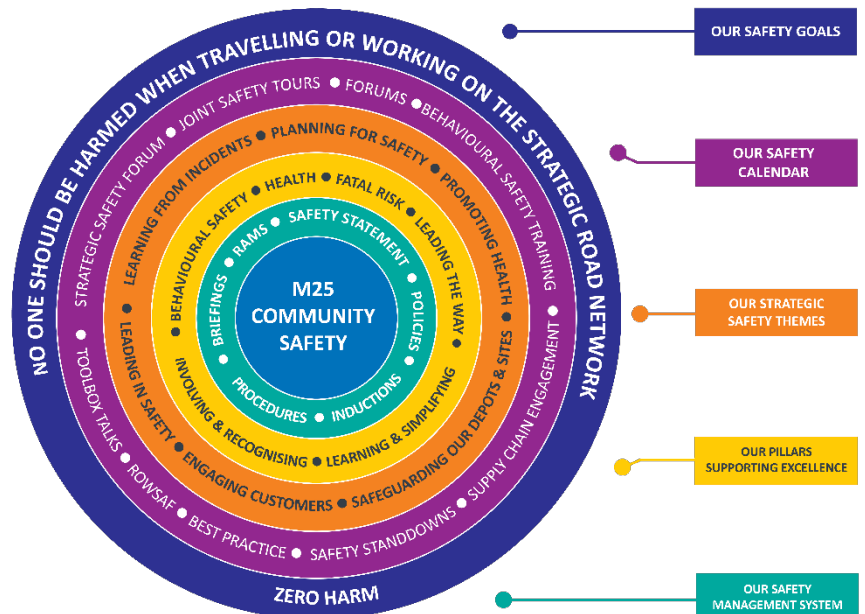 NO ONE SHOULD BE HARMED WHEN TRAVELLING OR WORKING ON THE STRATEGIC ROAD NETWORK
ZERO HARM
STRATEGIC SAFETY FORUM ● JOINT SAFETY TOURS ● FORUMS ● BEHAVIOURAL SAFETY TRAINING ● SUPPLY CHAIN ENGAGEMENT ● SAFETY STANDDOWNS ● BEST PRACTICE ● ROWSAF ● TOOLBOX TALKS ●
LEARNING FROM INCIDENTS ● PLANNING FOR SAFETY ● PROMOTING HEALTH ● SAFEGUARDING OUR DEPOTS & SITES ● ENGAGING CUSTOMERS ● LEADING IN SAFETY ●
BEHAVIOURAL SAFETY ● HEALTH ● FATAL RISK ● LEADING THE WAY ● LEARNING & SIMPLIFYING ● INVOLVING & RECOGNISING ●
BRIEFINGS ● RAMS ● SAFETY STATEMENT ● POLICIES ● INDUCTIONS ● PROCEDURES ●
M25
COMMUNITY
SAFETY
OUR SAFETY GOALS
OUR SAFETY
CALENDAR
OUR STRATEGIC
SAFETY THEMES
OUR PILLARS
SUPPORTING EXCELLENCE
OUR SAFETY
MANAGEMENT SYSTEM